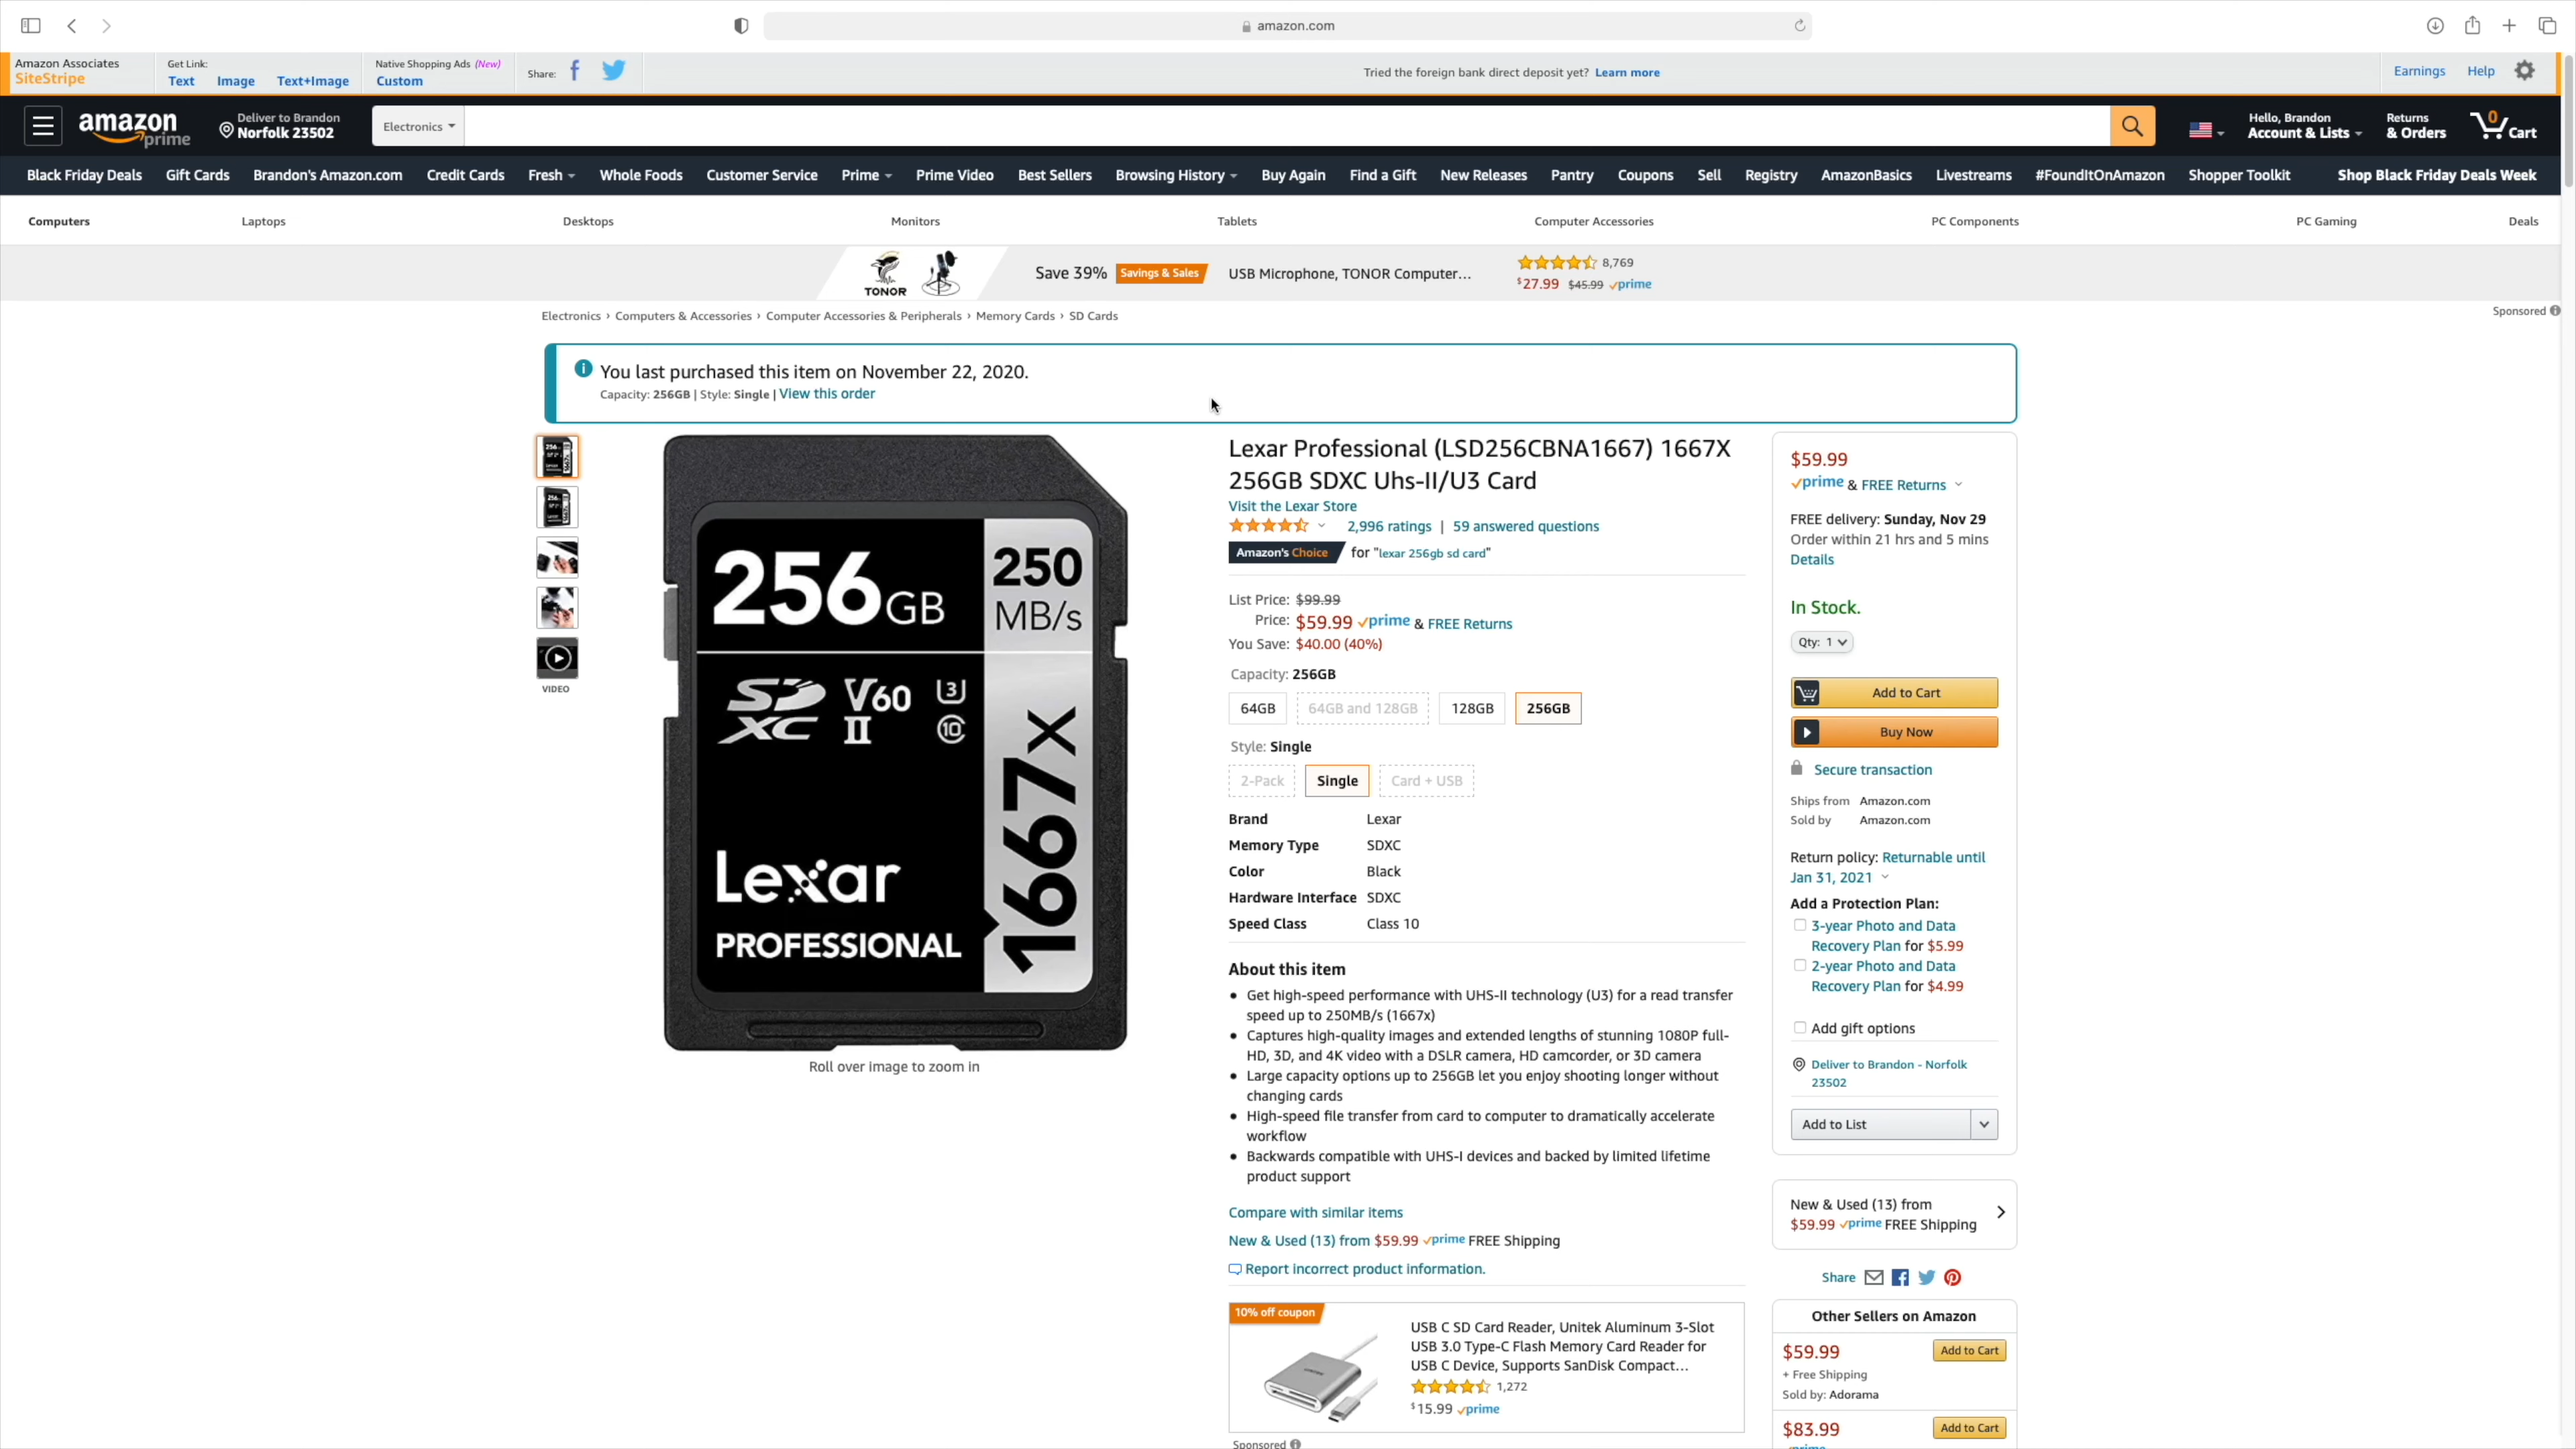 amazon.com
Amazon Associates
SiteStripe
Get Link:
Text Image Text+Image
Native Shopping Ads (New)
Custom
Share:
Tried the foreign bank direct deposit yet? Learn more
Earnings Help
amazon prime
Deliver to Brandon
Norfolk 23502
Electronics
Hello, Brandon
Account & Lists
Returns
& Orders
0
Cart
Black Friday Deals Gift Cards Brandon's Amazon.com Credit Cards Fresh Whole Foods Customer Service Prime Prime Video Best Sellers Browsing History Buy Again Find a Gift New Releases Pantry Coupons Sell Registry AmazonBasics Livestreams #FoundItOnAmazon Shopper Toolkit Shop Black Friday Deals Week
Computers Laptops Desktops Monitors Tablets Computer Accessories PC Components PC Gaming Deals
TONOR
Save 39% Savings & Sales USB Microphone, TONOR Computer...
8,769
$27.99 $45.99 prime
Sponsored
Electronics › Computers & Accessories › Computer Accessories & Peripherals › Memory Cards › SD Cards
You last purchased this item on November 22, 2020.
Capacity: 256GB | Style: Single | View this order
VIDEO
256GB
250
MB/s
SD XC V60 II U3 10
1667x
Lexar
PROFESSIONAL
Roll over image to zoom in
Lexar Professional (LSD256CBNA1667) 1667X
256GB SDXC Uhs-II/U3 Card
Visit the Lexar Store
2,996 ratings | 59 answered questions
Amazon's Choice for "lexar 256gb sd card"
List Price: $99.99
Price: $59.99 prime & FREE Returns
You Save: $40.00 (40%)
Capacity: 256GB
64GB 64GB and 128GB 128GB 256GB
Style: Single
2-Pack Single Card + USB
Brand Lexar
Memory Type SDXC
Color Black
Hardware Interface SDXC
Speed Class Class 10
About this item
• Get high-speed performance with UHS-II technology (U3) for a read transfer
speed up to 250MB/s (1667x)
• Captures high-quality images and extended lengths of stunning 1080P full-
HD, 3D, and 4K video with a DSLR camera, HD camcorder, or 3D camera
• Large capacity options up to 256GB let you enjoy shooting longer without
changing cards
• High-speed file transfer from card to computer to dramatically accelerate
workflow
• Backwards compatible with UHS-I devices and backed by limited lifetime
product support
Compare with similar items
New & Used (13) from $59.99 prime FREE Shipping
Report incorrect product information.
10% off coupon
USB C SD Card Reader, Unitek Aluminum 3-Slot
USB 3.0 Type-C Flash Memory Card Reader for
USB C Device, Supports SanDisk Compact...
1,272
$15.99 prime
Sponsored
$59.99
prime & FREE Returns
FREE delivery: Sunday, Nov 29
Order within 21 hrs and 5 mins
Details
In Stock.
Qty: 1
Add to Cart
Buy Now
Secure transaction
Ships from Amazon.com
Sold by Amazon.com
Return policy: Returnable until
Jan 31, 2021
Add a Protection Plan:
3-year Photo and Data
Recovery Plan for $5.99
2-year Photo and Data
Recovery Plan for $4.99
Add gift options
Deliver to Brandon - Norfolk
23502
Add to List
New & Used (13) from
$59.99 prime FREE Shipping
Share
Other Sellers on Amazon
$59.99 Add to Cart
+ Free Shipping
Sold by: Adorama
$83.99 Add to Cart
prime